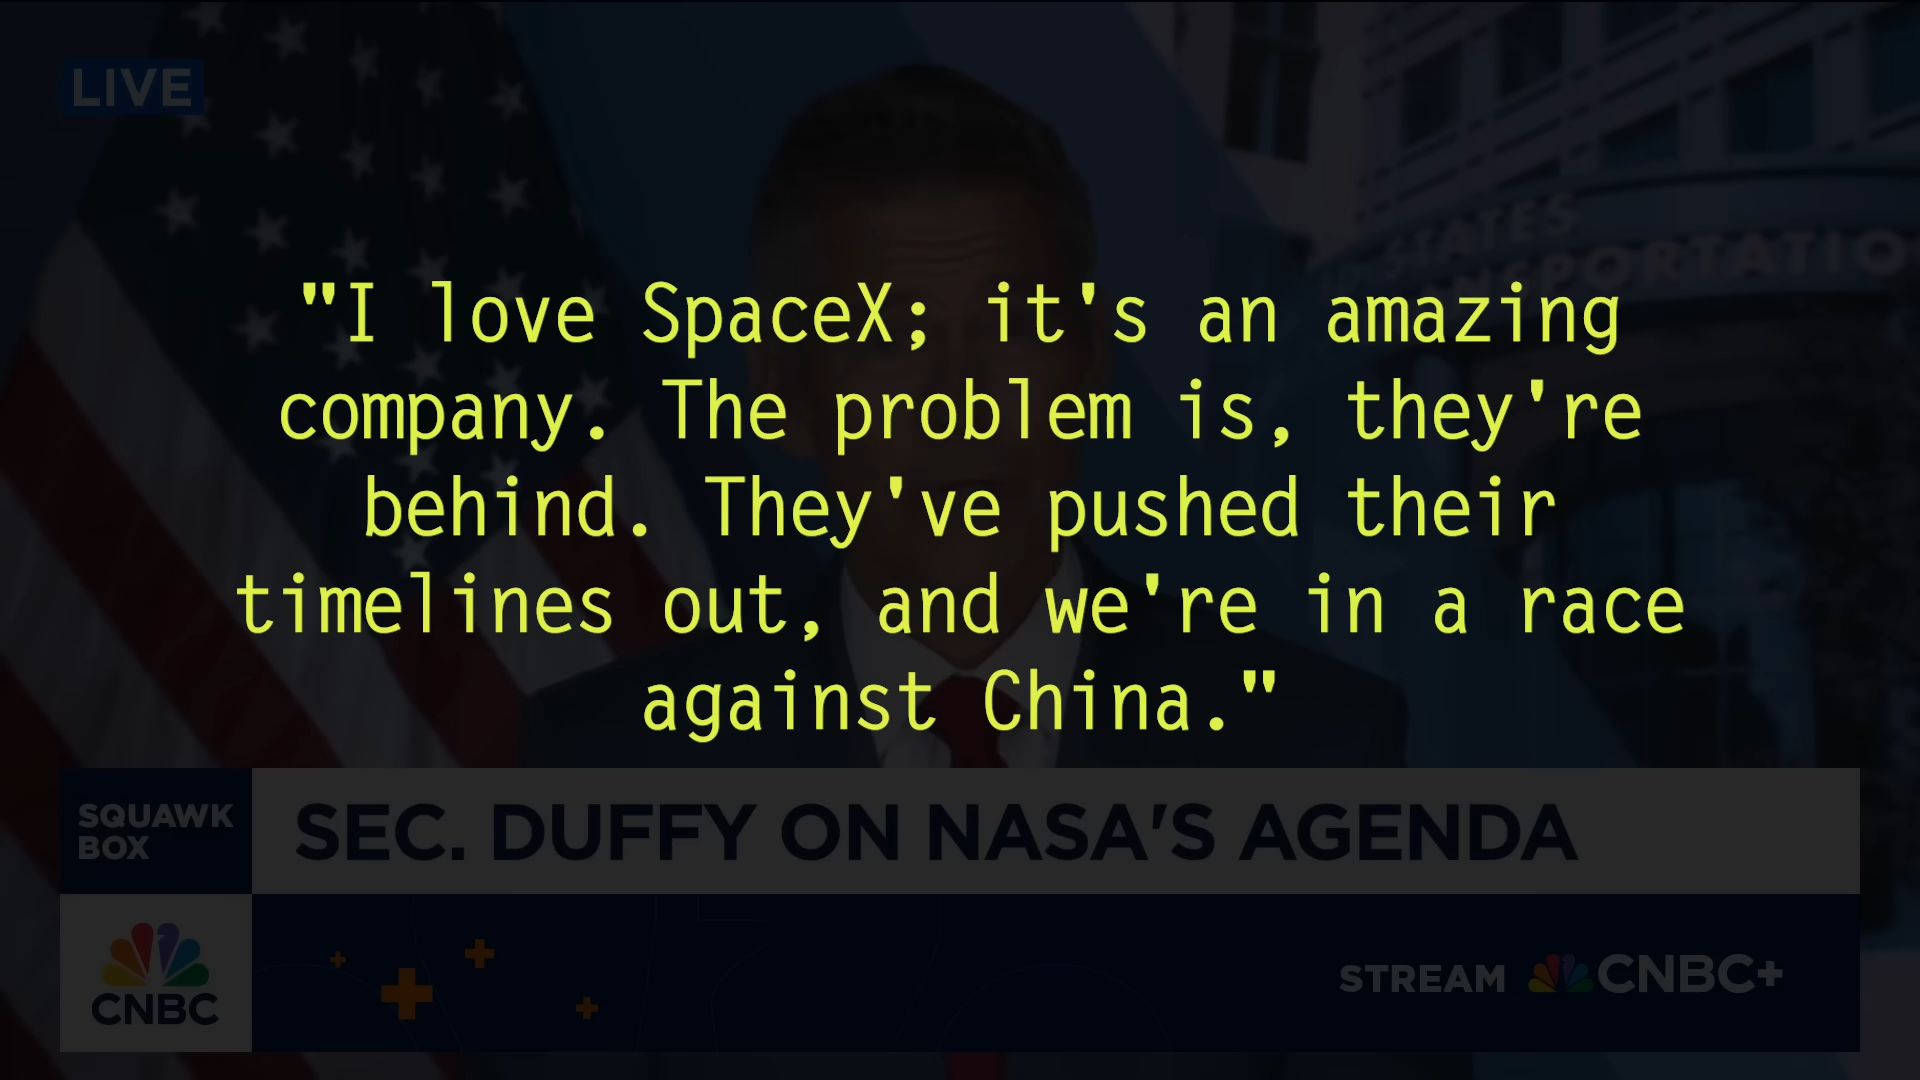 LIVE
STATES
"I love SpaceX; it's an amazing
company. The problem is, they're
behind. They've pushed their
timelines out, and we're in a race
against China."
SQUAWK
BOX
SEC. DUFFY ON NASA'S AGENDA
CNBC
STREAM CNBC+